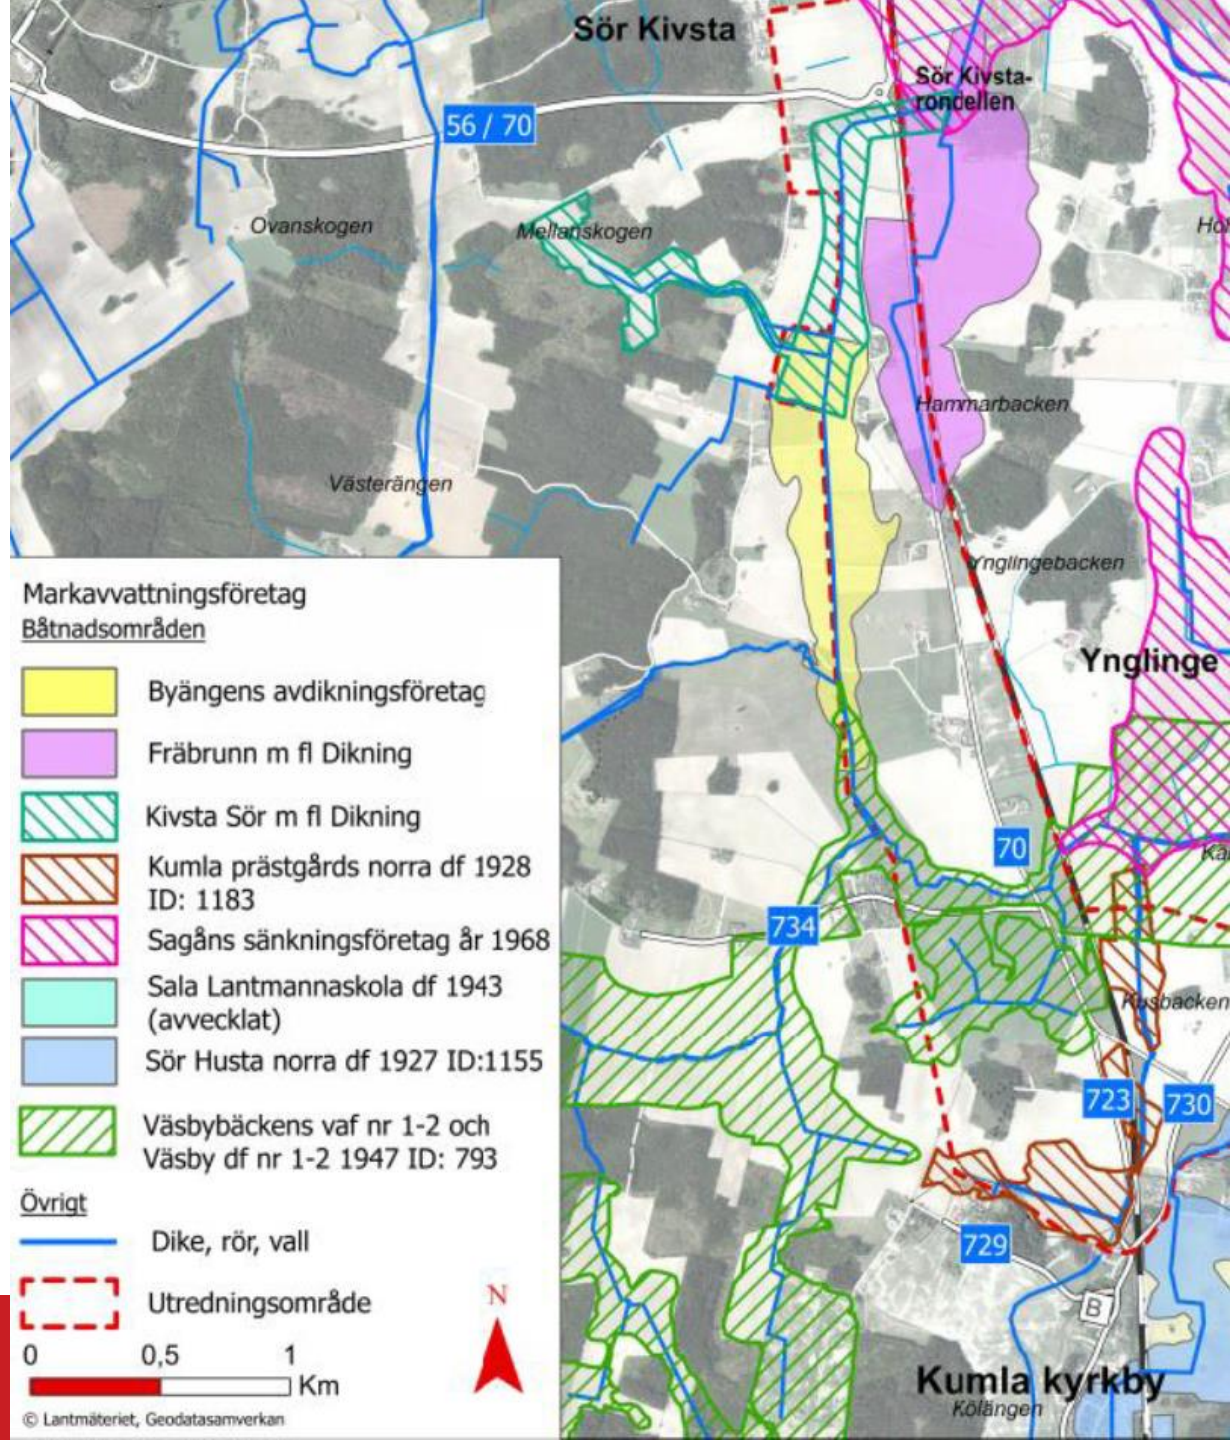 Sör Kivsta
Sör Kivsta-
rondellen
56 / 70
Ovanskogen
Mellanskogen
Hammarbacken
Västerängen
Ynglingebacken
Ynglinge
70
734
Kusbacken
723
730
729
B
Kumla kyrkby
Kölängen
Markavvattningsföretag
Båtnadsområden
Byängens avdikningsföretag
Fräbrunn m fl Dikning
Kivsta Sör m fl Dikning
Kumla prästgårds norra df 1928
ID: 1183
Sagåns sänkningsföretag år 1968
Sala Lantmannaskola df 1943
(avvecklat)
Sör Husta norra df 1927 ID:1155
Väsbybäckens vaf nr 1-2 och
Väsby df nr 1-2 1947 ID: 793
Övrigt
Dike, rör, vall
Utredningsområde
N
0 0,5 1
Km
© Lantmäteriet, Geodatasamverkan